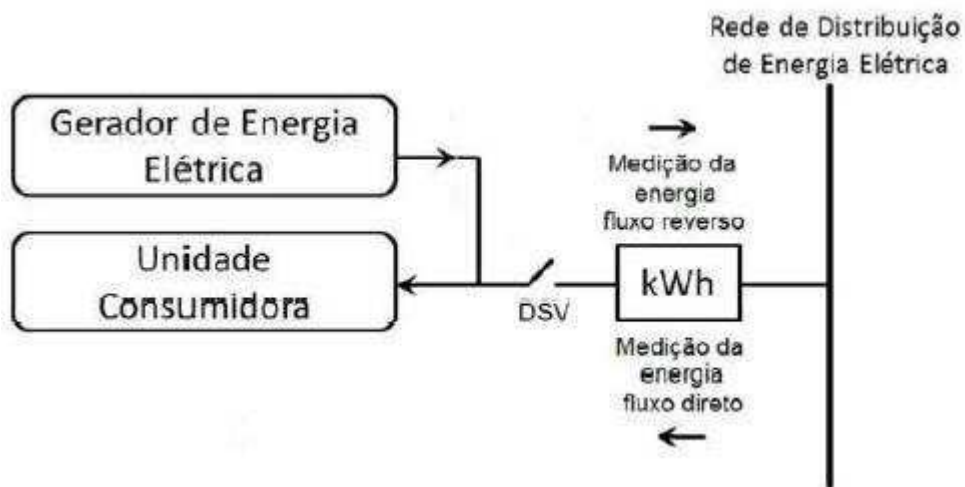 Rede de Distribuição
de Energia Elétrica
Gerador de Energia
Elétrica
Medição da
energia
fluxo reverso
Unidade
Consumidora
DSV
kWh
Medição da
energia
fluxo direto